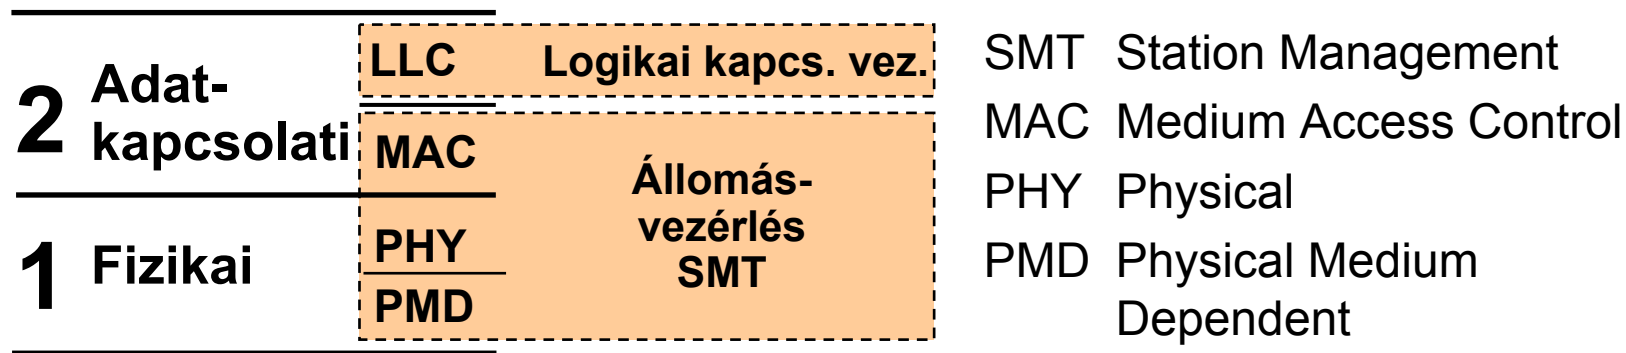 2 Adat-
kapcsolati
LLC Logikai kapcs. vez.
MAC
Állomás-
vezérlés
SMT
1 Fizikai
PHY
PMD
SMT Station Management
MAC Medium Access Control
PHY Physical
PMD Physical Medium
Dependent